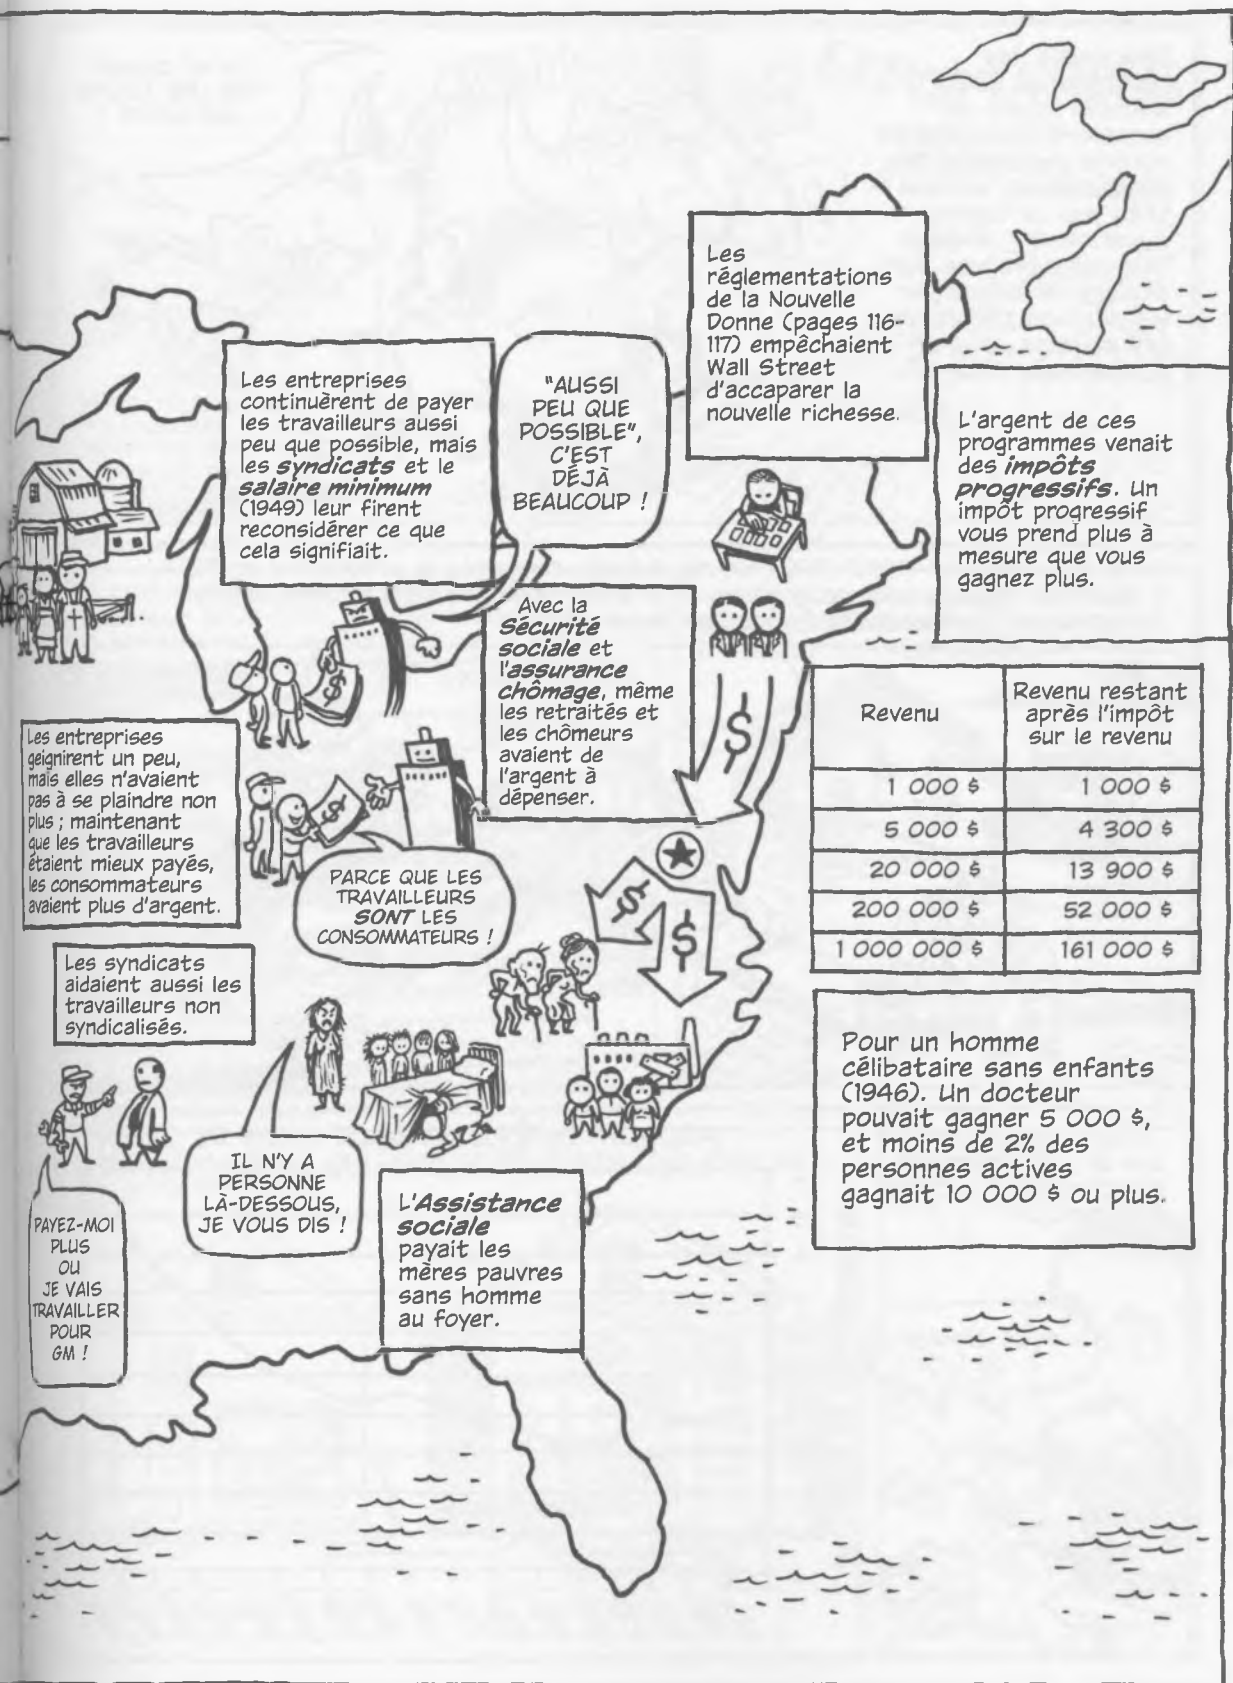 Les
réglementations
de la Nouvelle
Donne (pages 116-
117) empêchaient
Wall Street
d'accaparer la
nouvelle richesse.
Les entreprises
continuèrent de payer
les travailleurs aussi
peu que possible, mais
les syndicats et le
salaire minimum
(1949) leur firent
reconsidérer ce que
cela signifiait.
"AUSSI
PEU QUE
POSSIBLE",
C'EST
DÉJÀ
BEAUCOUP !
L'argent de ces
programmes venait
des impôts
progressifs. Un
impôt progressif
vous prend plus à
mesure que vous
gagnez plus.
Avec la
Sécurité
sociale et
l'assurance
chômage, même
les retraités et
les chômeurs
avaient de
l'argent à
dépenser.
$
$
Revenu
Revenu restant
après l'impôt
sur le revenu
1 000 $ 1 000 $
5 000 $ 4 300 $
20 000 $ 13 900 $
200 000 $ 52 000 $
1 000 000 $ 161 000 $
Les entreprises
geignirent un peu,
mais elles n'avaient
pas à se plaindre non
plus ; maintenant
que les travailleurs
étaient mieux payés,
les consommateurs
avaient plus d'argent.
$
PARCE QUE LES
TRAVAILLEURS
SONT LES
CONSOMMATEURS !
$
$
Les syndicats
aidaient aussi les
travailleurs non
syndicalisés.
Pour un homme
célibataire sans enfants
(1946). Un docteur
pouvait gagner 5 000 $,
et moins de 2% des
personnes actives
gagnait 10 000 $ ou plus.
PAYEZ-MOI
PLUS
OU
JE VAIS
TRAVAILLER
POUR
GM !
IL N'Y A
PERSONNE
LÀ-DESSOUS,
JE VOUS DIS !
L'Assistance
sociale
payait les
mères pauvres
sans homme
au foyer.